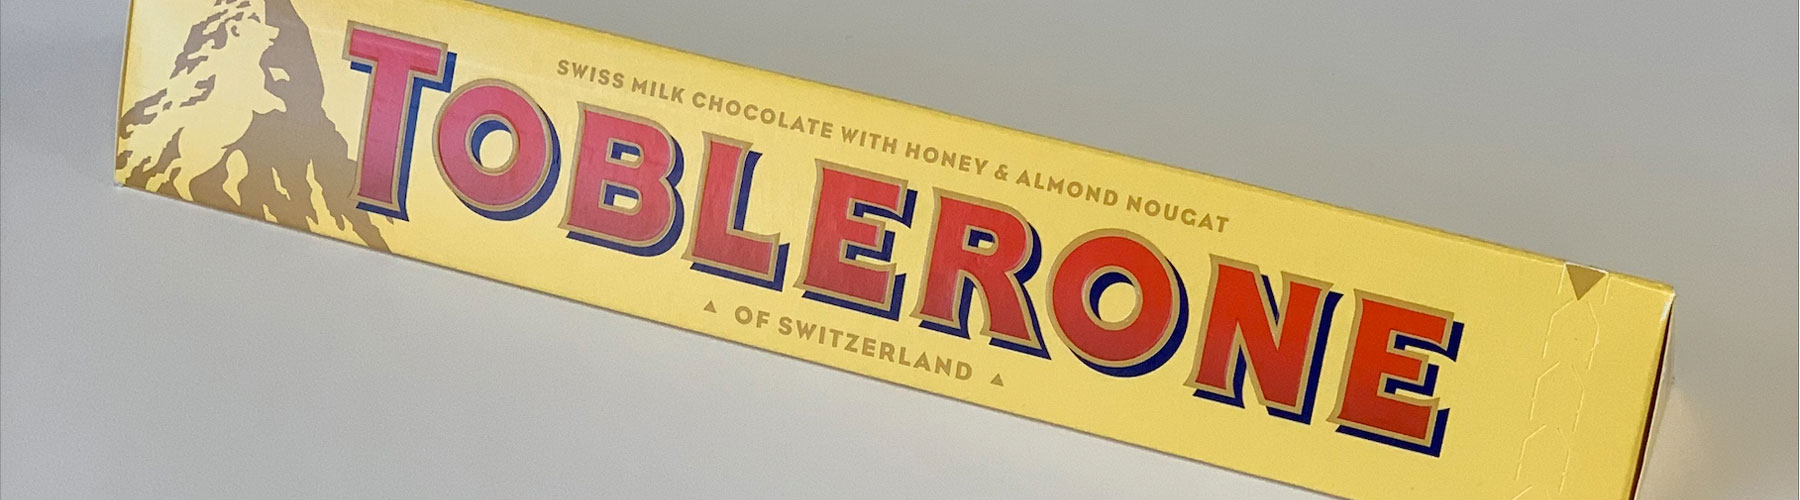 SWISS MILK CHOCOLATE WITH HONEY & ALMOND NOUGAT
TOBLERONE
OF SWITZERLAND